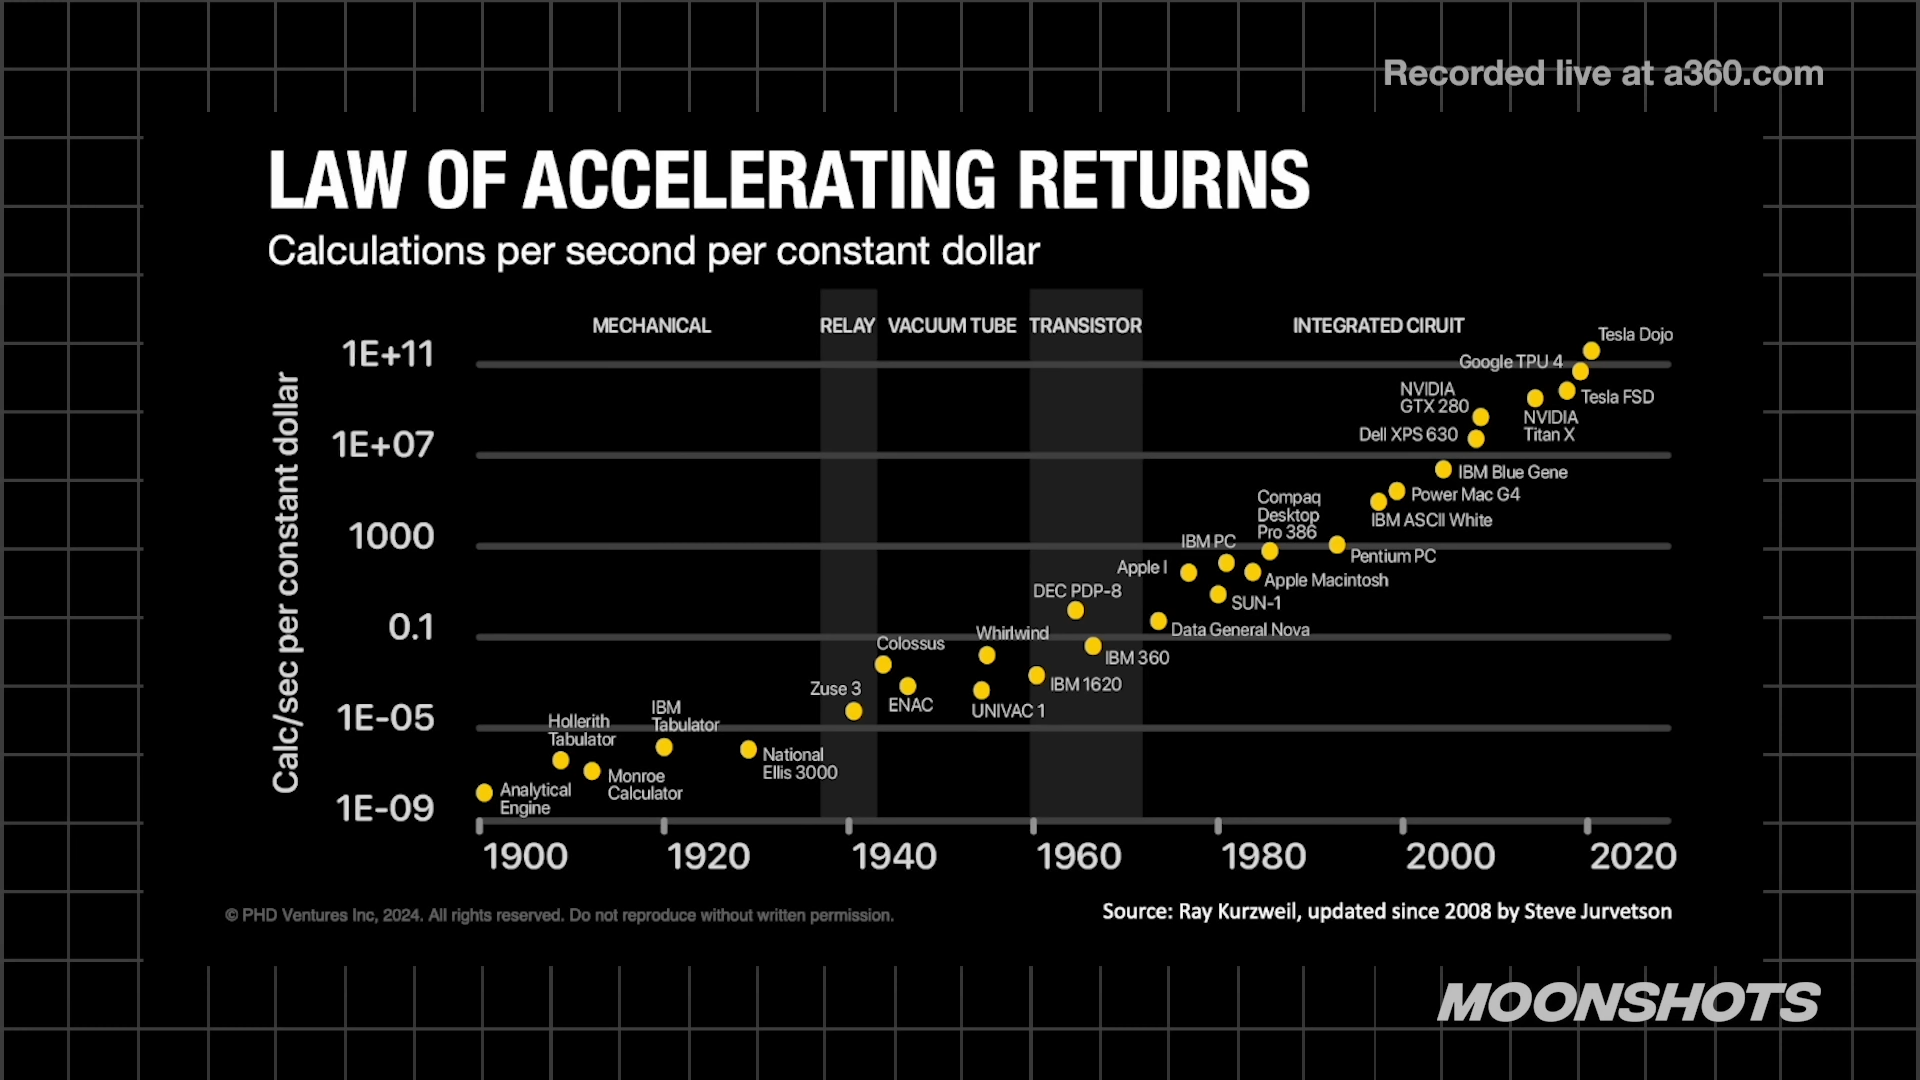 Recorded live at a360.com
LAW OF ACCELERATING RETURNS
Calculations per second per constant dollar
MECHANICAL
RELAY
VACUUM TUBE
TRANSISTOR
INTEGRATED CIRUIT
Calc/sec per constant dollar
1E+11
1E+07
1000
0.1
1E-05
1E-09
Analytical
Engine
Hollerith
Tabulator
Monroe
Calculator
IBM
Tabulator
National
Ellis 3000
Zuse 3
Colossus
ENAC
Whirlwind
UNIVAC 1
IBM 1620
DEC PDP-8
IBM 360
Data General Nova
Apple I
IBM PC
SUN-1
Apple Macintosh
Compaq
Desktop
Pro 386
Pentium PC
IBM ASCII White
Power Mac G4
IBM Blue Gene
Dell XPS 630
NVIDIA
GTX 280
NVIDIA
Titan X
Tesla FSD
Google TPU 4
Tesla Dojo
1900
1920
1940
1960
1980
2000
2020
© PHD Ventures Inc, 2024. All rights reserved. Do not reproduce without written permission.
Source: Ray Kurzweil, updated since 2008 by Steve Jurvetson
MOONSHOTS